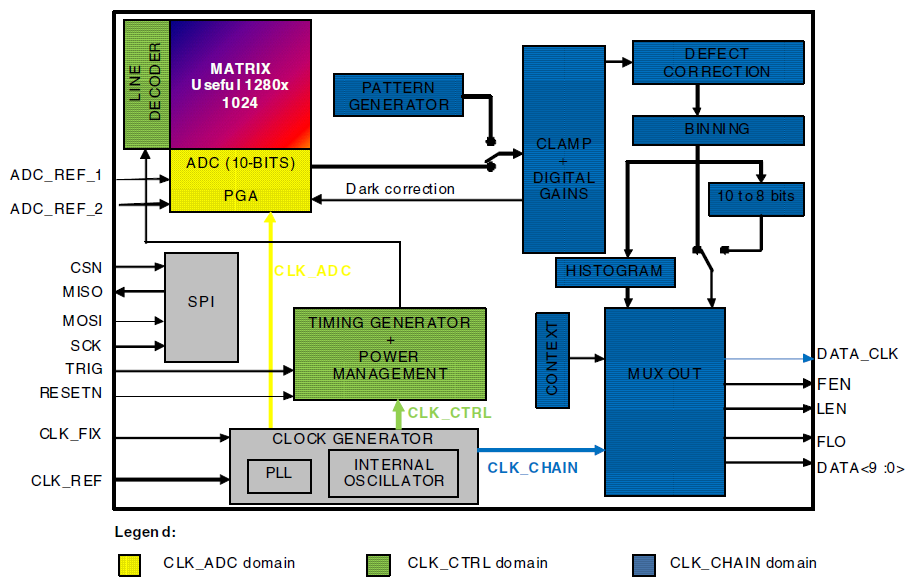 LINE
DECODER
MATRIX
Useful 1280x
1024
ADC (10-BITS)
PGA
PATTERN
GENERATOR
CLAMP
+
DIGITAL
GAINS
DEFECT
CORRECTION
BINNING
10 to 8 bits
HISTOGRAM
Dark correction
ADC_REF_1
ADC_REF_2
CLK_ADC
CSN
MISO
MOSI
SCK
TRIG
RESETN
CLK_FIX
CLK_REF
SPI
TIMING GENERATOR
+
POWER
MANAGEMENT
CLK_CTRL
CONTEXT
MUX OUT
CLOCK GENERATOR
PLL
INTERNAL
OSCILLATOR
CLK_CHAIN
DATA_CLK
FEN
LEN
FLO
DATA<9 :0>
Legend:
CLK_ADC domain
CLK_CTRL domain
CLK_CHAIN domain